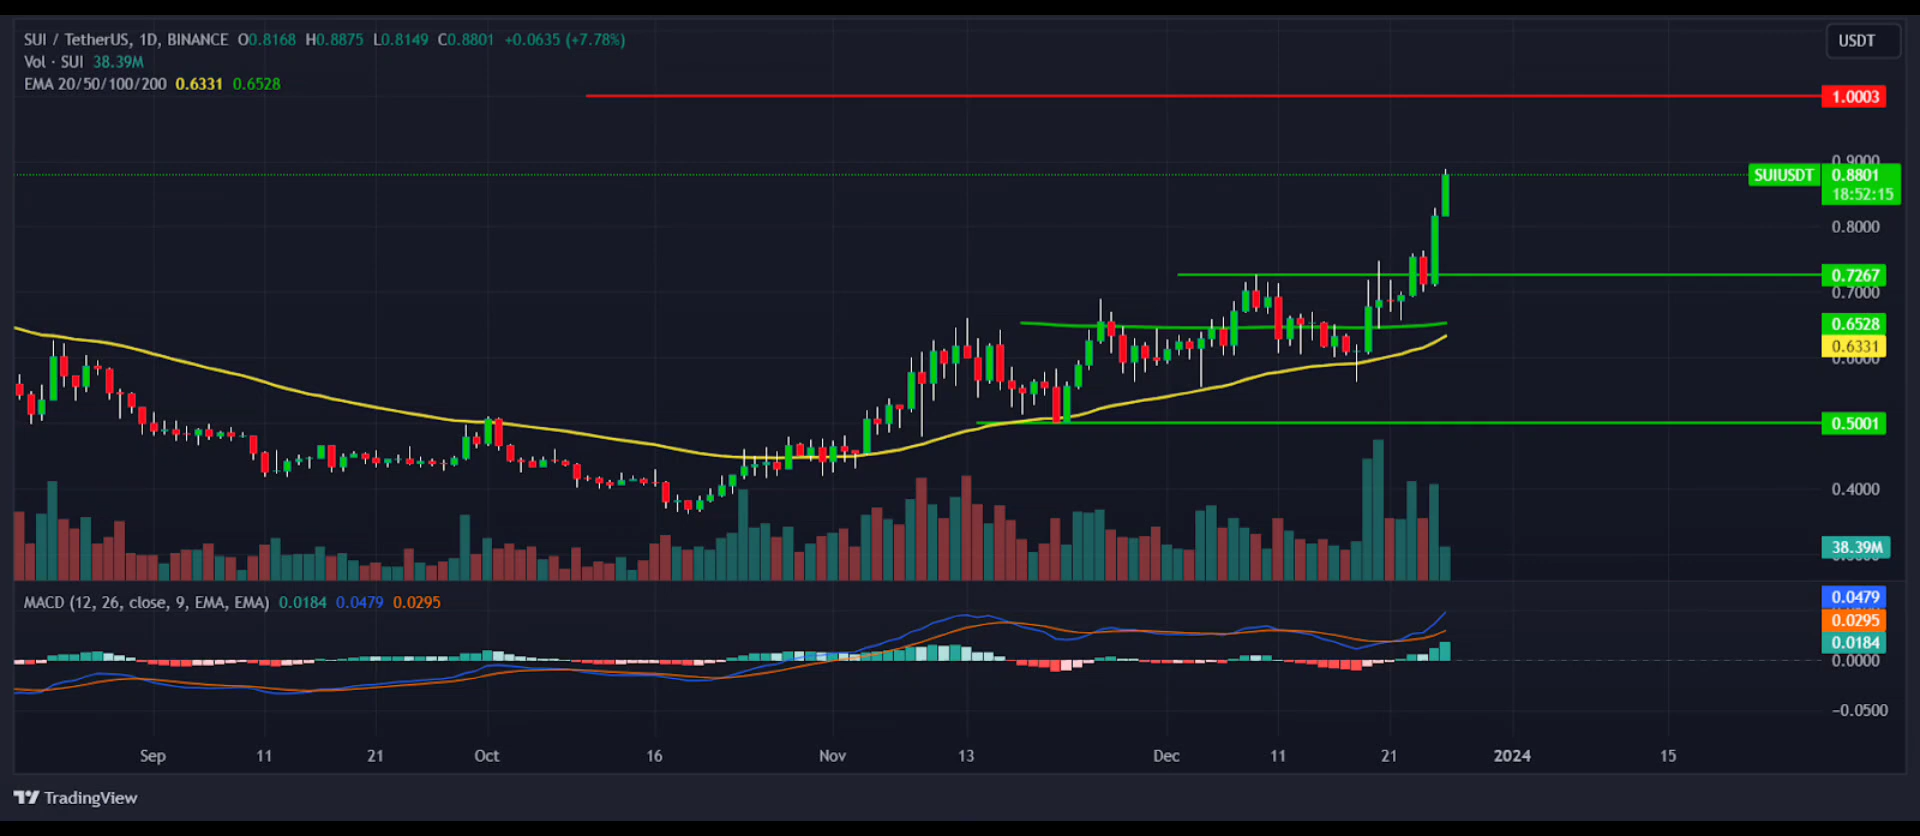 SUI / TetherUS, 1D, BINANCE O0.8168 H0.8875 L0.8149 C0.8801 +0.0635 (+7.78%)
USDT
Vol · SUI 38.39M
EMA 20/50/100/200 0.6331 0.6528
1.0003
0.9000
SUIUSDT 0.8801
18:52:15
0.8000
0.7267
0.7000
0.6528
0.6331
0.6000
0.5001
0.4000
38.39M
MACD (12, 26, close, 9, EMA, EMA) 0.0184 0.0479 0.0295
0.0479
0.0295
0.0184
0.0000
−0.0500
Sep 11 21 Oct 16 Nov 13 Dec 11 21 2024 15
TradingView